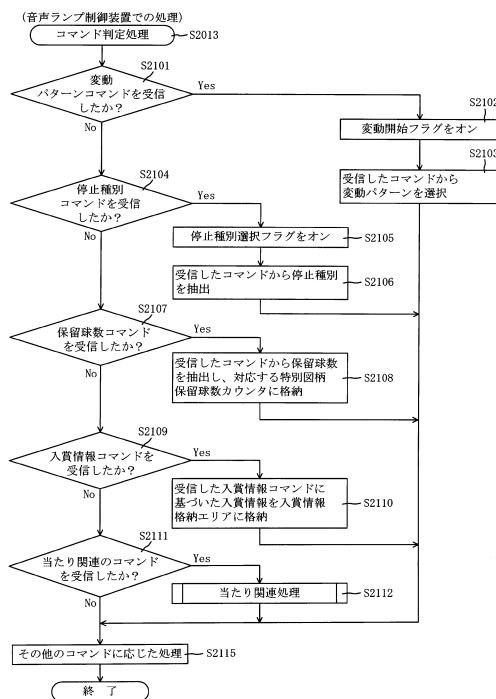 (音声ランプ制御装置での処理)
コマンド判定処理
S2013
S2101
変動
パターンコマンドを受信
したか？
Yes
No
S2102
変動開始フラグをオン
S2103
受信したコマンドから
変動パターンを選択
S2104
停止種別
コマンドを受信
したか？
Yes
No
停止種別選択フラグをオン
S2105
受信したコマンドから停止種別
を抽出
S2106
S2107
保留球数コマンド
を受信したか？
Yes
No
受信したコマンドから保留球数
を抽出し、対応する特別図柄
保留球数カウンタに格納
S2108
S2109
入賞情報コマンドを
受信したか？
Yes
No
受信した入賞情報コマンドに
基づいた入賞情報を入賞情報
格納エリアに格納
S2110
S2111
当たり関連のコマンド
を受信したか？
Yes
No
当たり関連処理
S2112
その他のコマンドに応じた処理
S2115
終 了